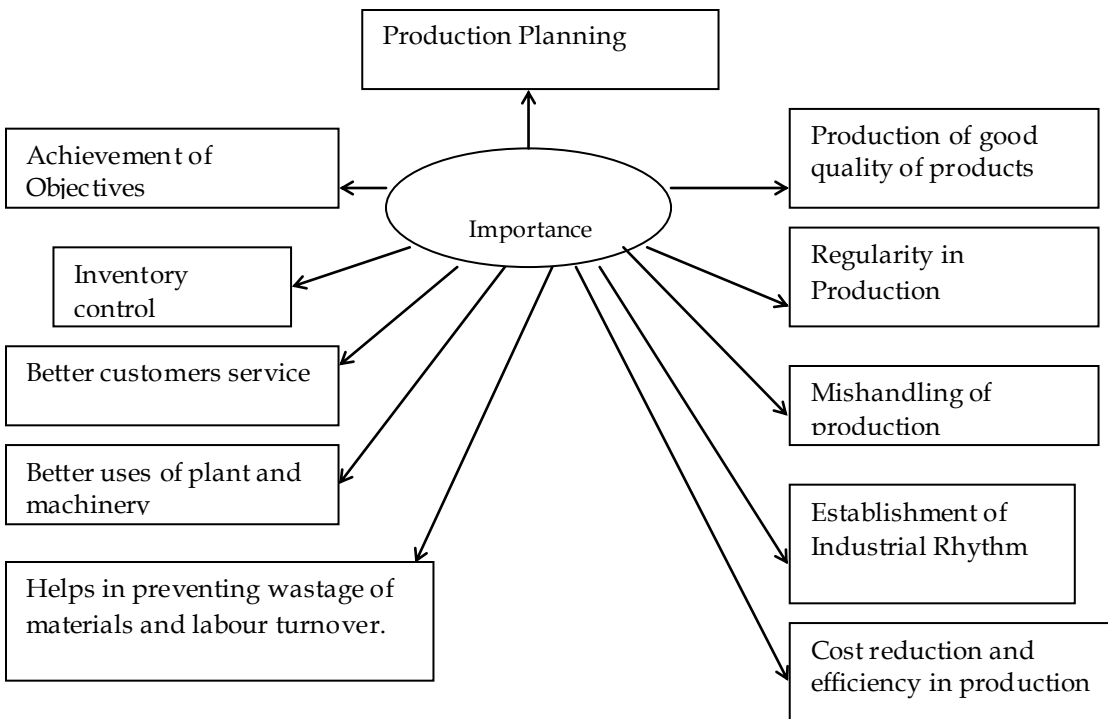 Production Planning
Achievement of
Objectives
Production of good
quality of products
Importance
Inventory
control
Regularity in
Production
Better customers service
Mishandling of
production
Better uses of plant and
machinery
Establishment of
Industrial Rhythm
Helps in preventing wastage of
materials and labour turnover.
Cost reduction and
efficiency in production